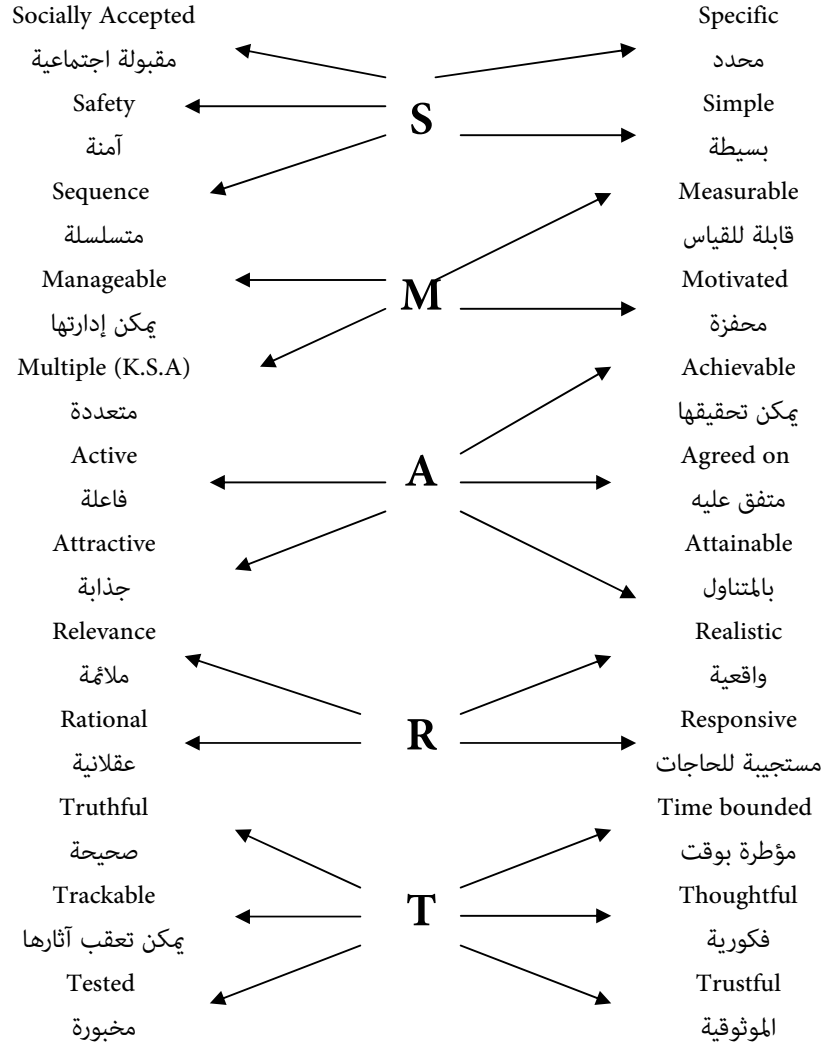 Socially Accepted
مقبولة اجتماعية
Safety
آمنة
Sequence
متسلسلة
Manageable
يمكن إدارتها
Multiple (K.S.A)
متعددة
Active
فاعلة
Attractive
جذابة
Relevance
ملائمة
Rational
عقلانية
Truthful
صحيحة
Trackable
يمكن تعقب آثارها
Tested
مخبورة
S
M
A
R
T
Specific
محدد
Simple
بسيطة
Measurable
قابلة للقياس
Motivated
محفزة
Achievable
يمكن تحقيقها
Agreed on
متفق عليه
Attainable
بالمتناول
Realistic
واقعية
Responsive
مستجيبة للحاجات
Time bounded
مؤطرة بوقت
Thoughtful
فكورية
Trustful
الموثوقية